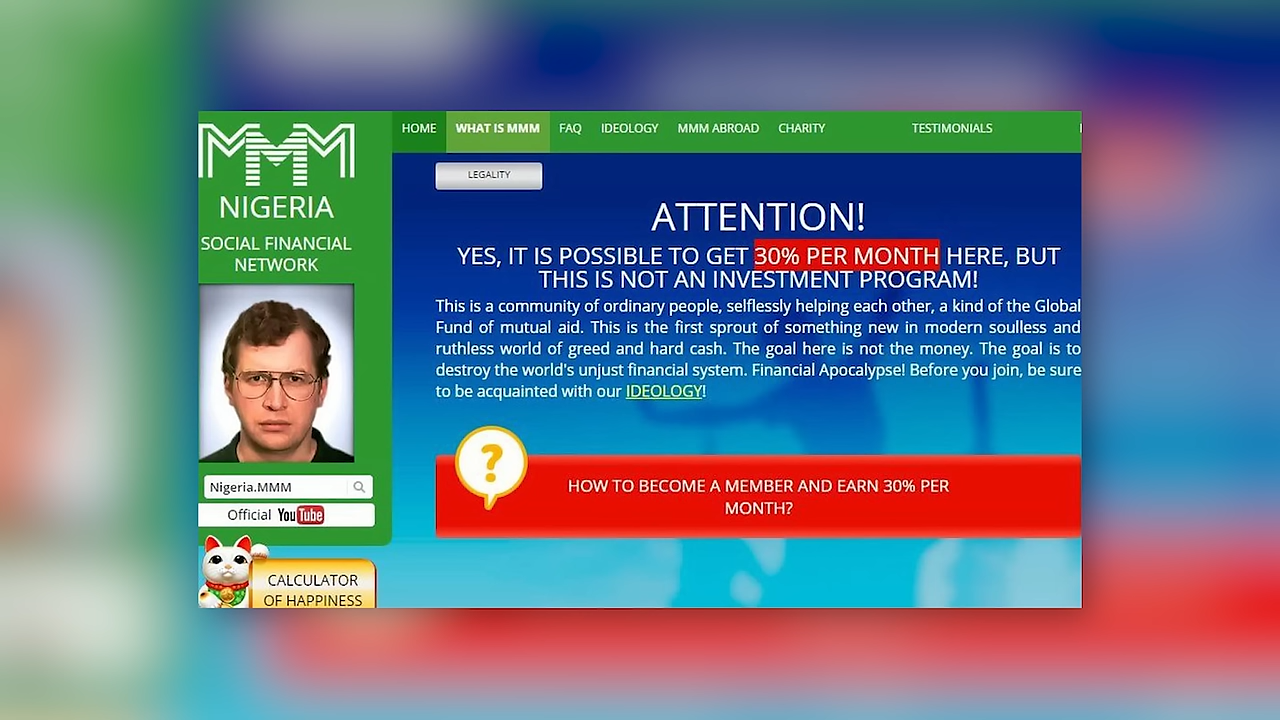 MMM
NIGERIA
SOCIAL FINANCIAL
NETWORK
Nigeria.MMM
Official YouTube
CALCULATOR
OF HAPPINESS
HOME WHAT IS MMM FAQ IDEOLOGY MMM ABROAD CHARITY TESTIMONIALS
LEGALITY
ATTENTION!
YES, IT IS POSSIBLE TO GET 30% PER MONTH HERE, BUT
THIS IS NOT AN INVESTMENT PROGRAM!
This is a community of ordinary people, selflessly helping each other, a kind of the Global
Fund of mutual aid. This is the first sprout of something new in modern soulless and
ruthless world of greed and hard cash. The goal here is not the money. The goal is to
destroy the world's unjust financial system. Financial Apocalypse! Before you join, be sure
to be acquainted with our IDEOLOGY!
?
HOW TO BECOME A MEMBER AND EARN 30% PER
MONTH?